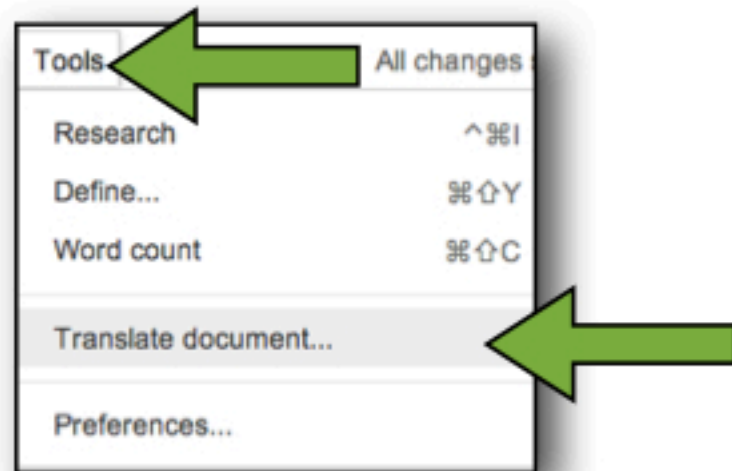 Tools All changes
Research ^⌘I
Define... ⌘⇧Y
Word count ⌘⇧C
Translate document...
Preferences...